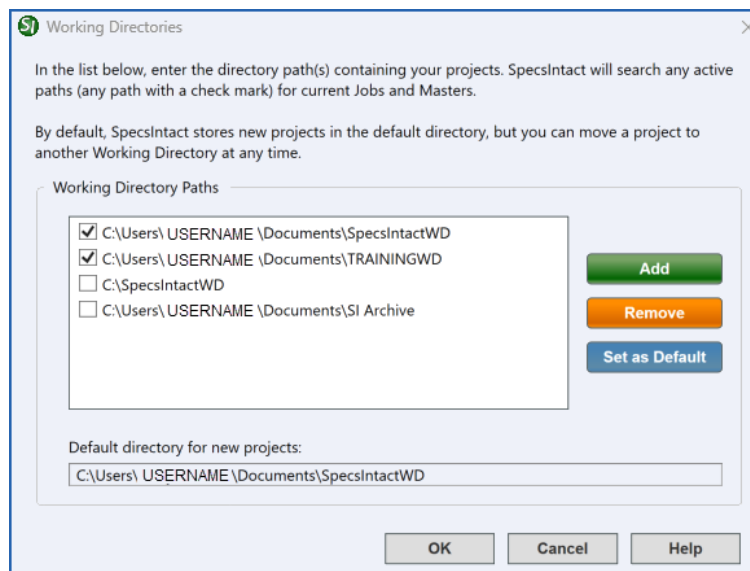 SI Working Directories
In the list below, enter the directory path(s) containing your projects. SpecsIntact will search any active
paths (any path with a check mark) for current Jobs and Masters.
By default, SpecsIntact stores new projects in the default directory, but you can move a project to
another Working Directory at any time.
Working Directory Paths
C:\Users\ USERNAME \Documents\SpecsIntactWD
C:\Users\ USERNAME \Documents\TRAININGWD
C:\SpecsIntactWD
C:\Users\ USERNAME \Documents\SI Archive
Add
Remove
Set as Default
Default directory for new projects:
C:\Users\ USERNAME \Documents\SpecsIntactWD
OK Cancel Help